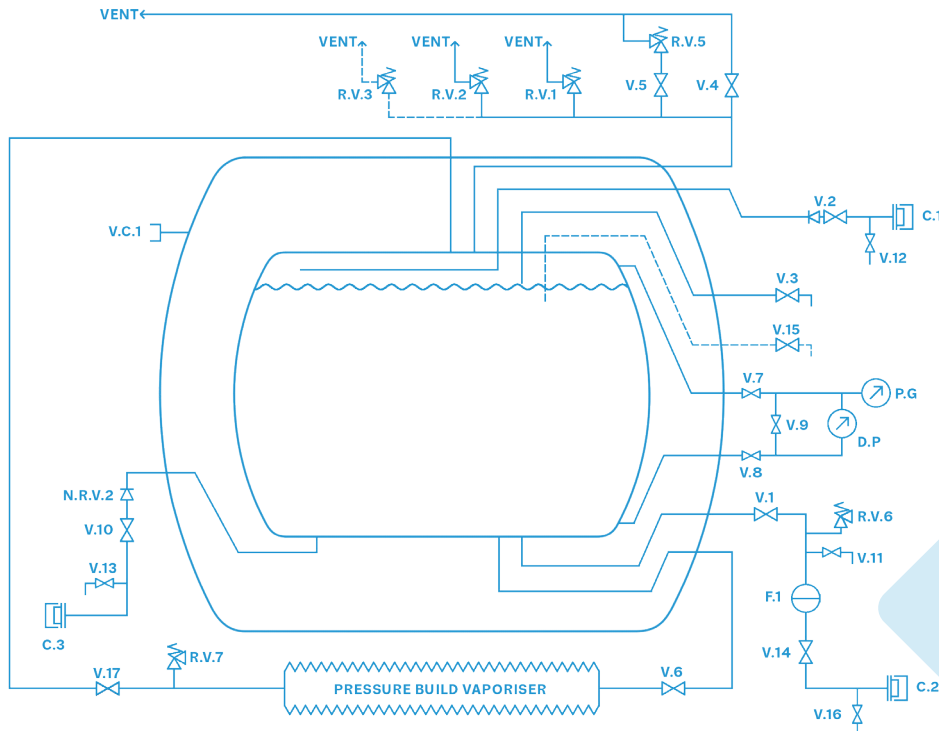 VENT
VENT
VENT
VENT
R.V.5
R.V.3
R.V.2
R.V.1
V.5
V.4
V.C.1
V.2
C.1
V.12
V.3
V.15
V.7
P.G
V.9
D.P
V.8
N.R.V.2
V.1
R.V.6
V.10
V.11
V.13
F.1
C.3
V.14
R.V.7
V.17
PRESSURE BUILD VAPORISER
V.6
C.2
V.16